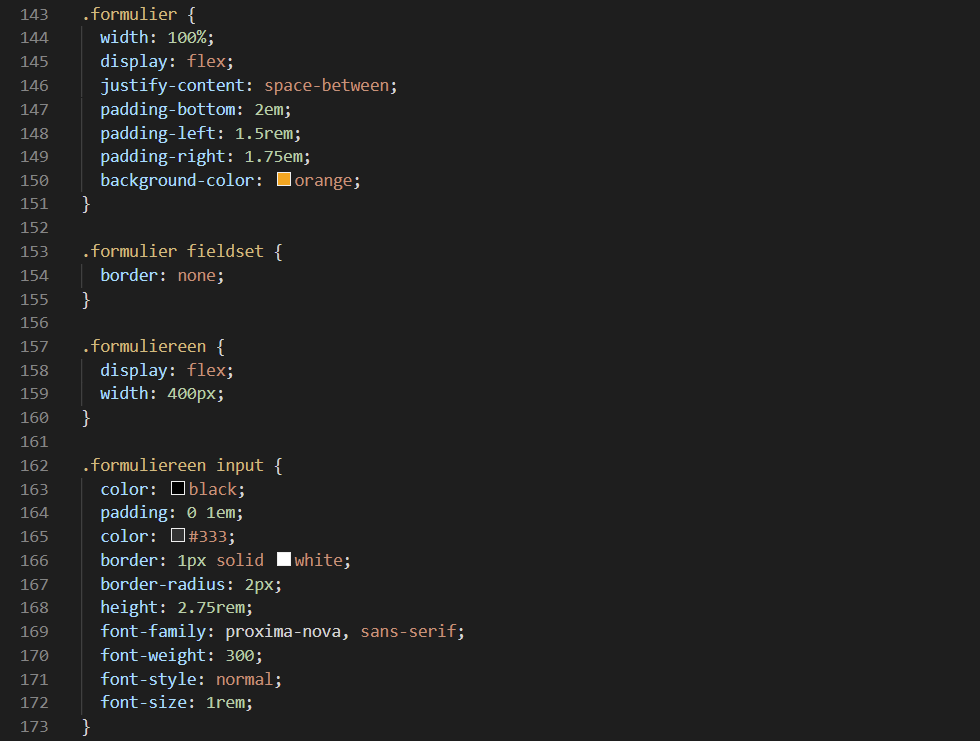 143 .formulier {
144 width: 100%;
145 display: flex;
146 justify-content: space-between;
147 padding-bottom: 2em;
148 padding-left: 1.5rem;
149 padding-right: 1.75em;
150 background-color: orange;
151 }
152
153 .formulier fieldset {
154 border: none;
155 }
156
157 .formuliereen {
158 display: flex;
159 width: 400px;
160 }
161
162 .formuliereen input {
163 color: black;
164 padding: 0 1em;
165 color: #333;
166 border: 1px solid white;
167 border-radius: 2px;
168 height: 2.75rem;
169 font-family: proxima-nova, sans-serif;
170 font-weight: 300;
171 font-style: normal;
172 font-size: 1rem;
173 }